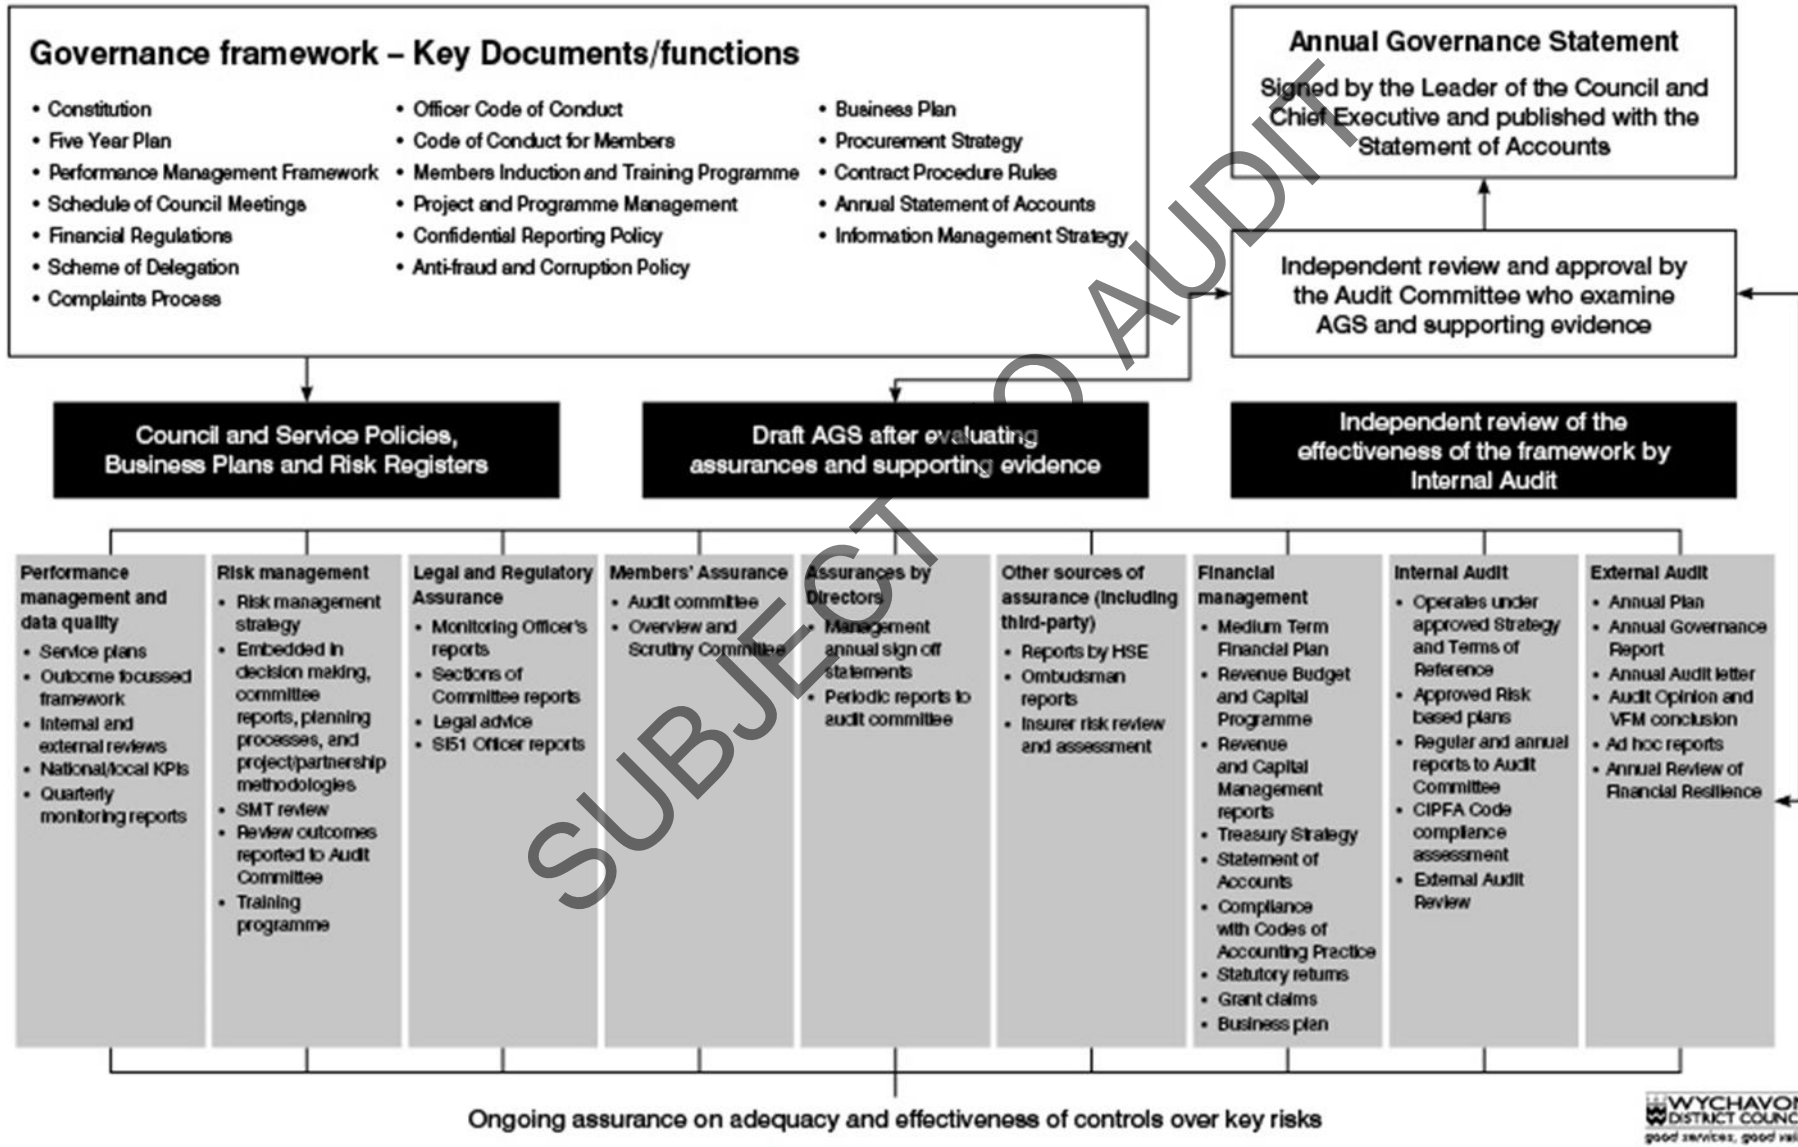 Governance framework – Key Documents/functions
• Constitution
• Five Year Plan
• Performance Management Framework
• Schedule of Council Meetings
• Financial Regulations
• Scheme of Delegation
• Complaints Process
• Officer Code of Conduct
• Code of Conduct for Members
• Members Induction and Training Programme
• Project and Programme Management
• Confidential Reporting Policy
• Anti-fraud and Corruption Policy
• Business Plan
• Procurement Strategy
• Contract Procedure Rules
• Annual Statement of Accounts
• Information Management Strategy
Annual Governance Statement
Signed by the Leader of the Council and
Chief Executive and published with the
Statement of Accounts
Independent review and approval by
the Audit Committee who examine
AGS and supporting evidence
Council and Service Policies,
Business Plans and Risk Registers
Draft AGS after evaluating
assurances and supporting evidence
Independent review of the
effectiveness of the framework by
Internal Audit
Performance
management and
data quality
• Service plans
• Outcome focussed
framework
• Internal and
external reviews
• National/local KPIs
• Quarterly
monitoring reports
Risk management
• Risk management
strategy
• Embedded in
decision making,
committee
reports, planning
processes, and
project/partnership
methodologies
• SMT review
• Review outcomes
reported to Audit
Committee
• Training
programme
Legal and Regulatory
Assurance
• Monitoring Officer's
reports
• Sections of
Committee reports
• Legal advice
• SI51 Officer reports
Members' Assurance
• Audit committee
• Overview and
Scrutiny Committee
Assurances by
Directors
• Management
annual sign off
statements
• Periodic reports to
audit committee
Other sources of
assurance (including
third-party)
• Reports by HSE
• Ombudsman
reports
• Insurer risk review
and assessment
Financial
management
• Medium Term
Financial Plan
• Revenue Budget
and Capital
Programme
• Revenue
and Capital
Management
reports
• Treasury Strategy
• Statement of
Accounts
• Compliance
with Codes of
Accounting Practice
• Statutory returns
• Grant claims
• Business plan
Internal Audit
• Operates under
approved Strategy
and Terms of
Reference
• Approved Risk
based plans
• Regular and annual
reports to Audit
Committee
• CIPFA Code
compliance
assessment
• External Audit
Review
External Audit
• Annual Plan
• Annual Governance
Report
• Annual Audit letter
• Audit Opinion and
VFM conclusion
• Ad hoc reports
• Annual Review of
Financial Resilience
Ongoing assurance on adequacy and effectiveness of controls over key risks
SUBJECT TO AUDIT
WYCHAVON
DISTRICT COUNC
good services, good val